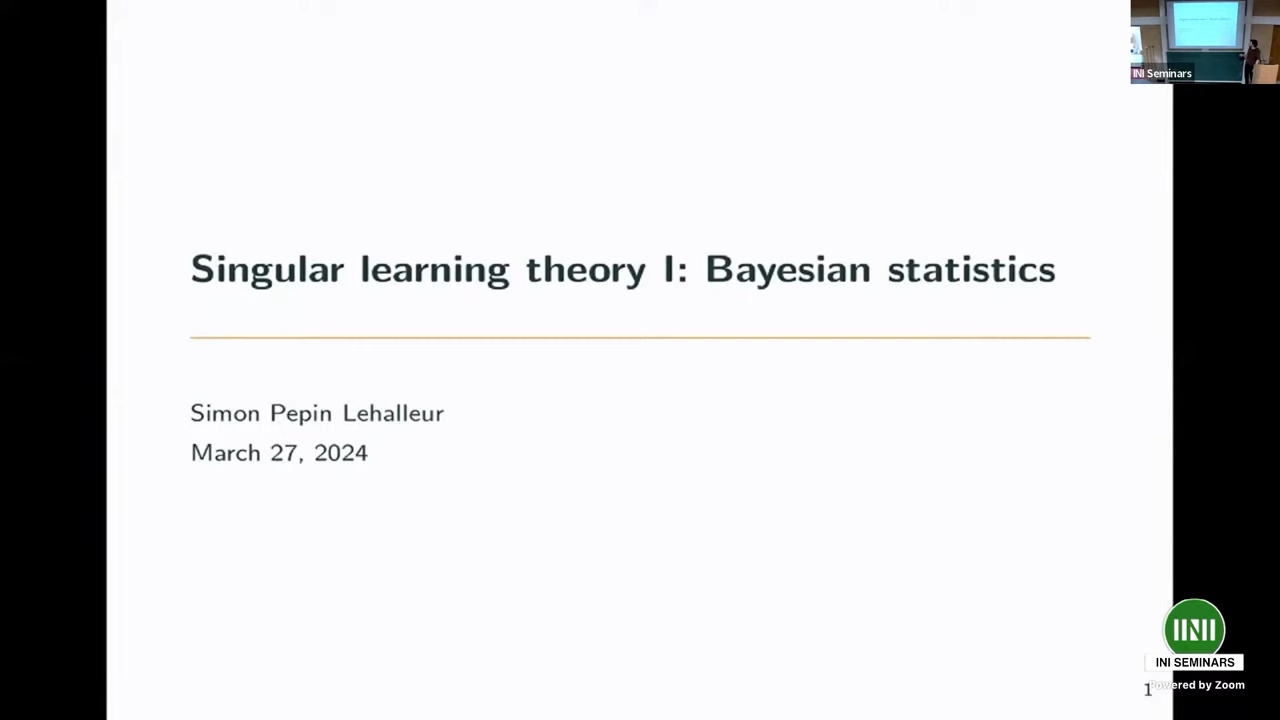 INI Seminars
Singular learning theory I: Bayesian statistics
Simon Pepin Lehalleur
March 27, 2024
INI SEMINARS
Powered by Zoom
1